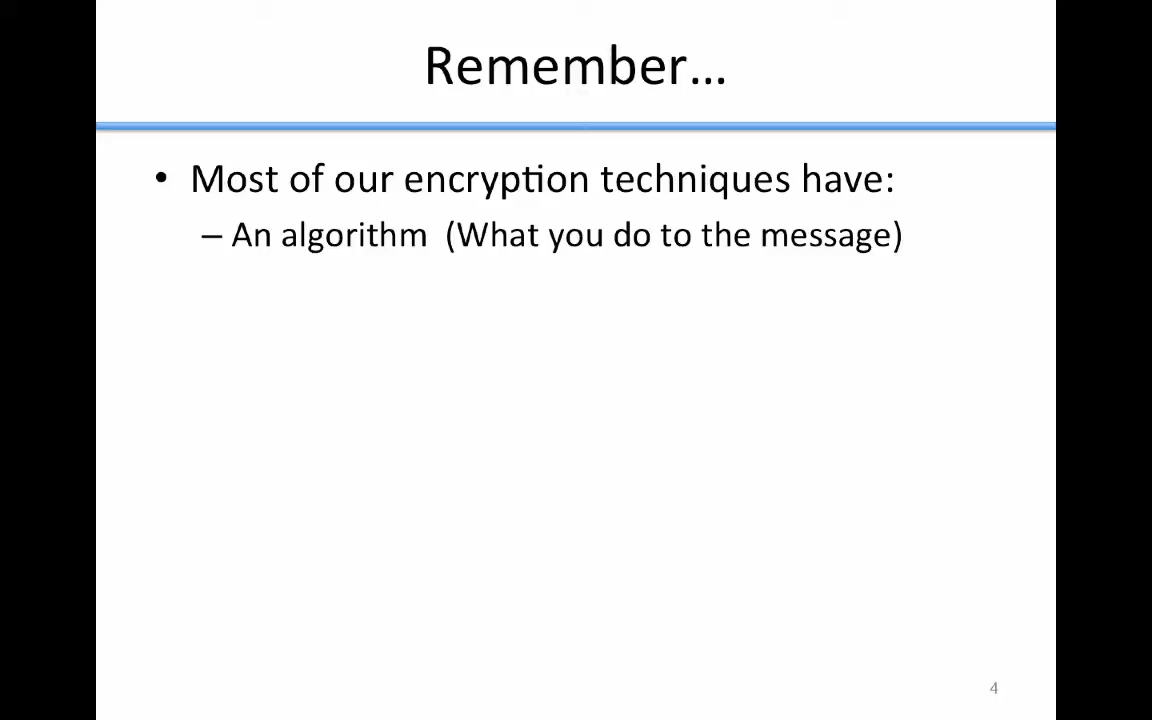 Remember…
• Most of our encryption techniques have:
– An algorithm  (What you do to the message)
4